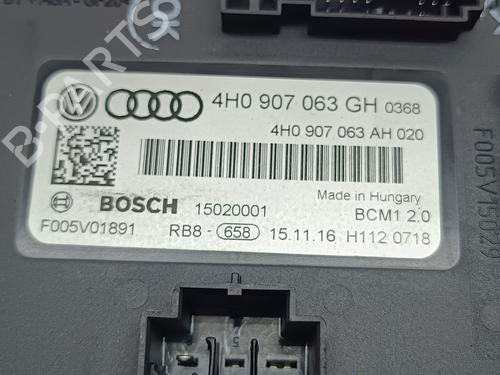 4H0 907 063 GH 0368
4H0 907 063 AH 020
Made in Hungary
BOSCH 15020001 BCM1 2.0
F005V01891 RB8 - 658 15.11.16 H112 0718
F005V15029
B-PARTS
5